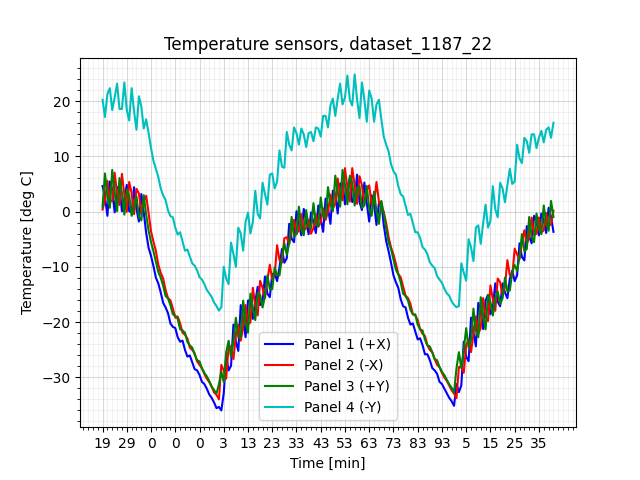 Temperature sensors, dataset_1187_22
Temperature [deg C]
20
10
0
−10
−20
−30
Panel 1 (+X)
Panel 2 (-X)
Panel 3 (+Y)
Panel 4 (-Y)
19 29 0 0 0 3 13 23 33 43 53 63 73 83 93 5 15 25 35
Time [min]